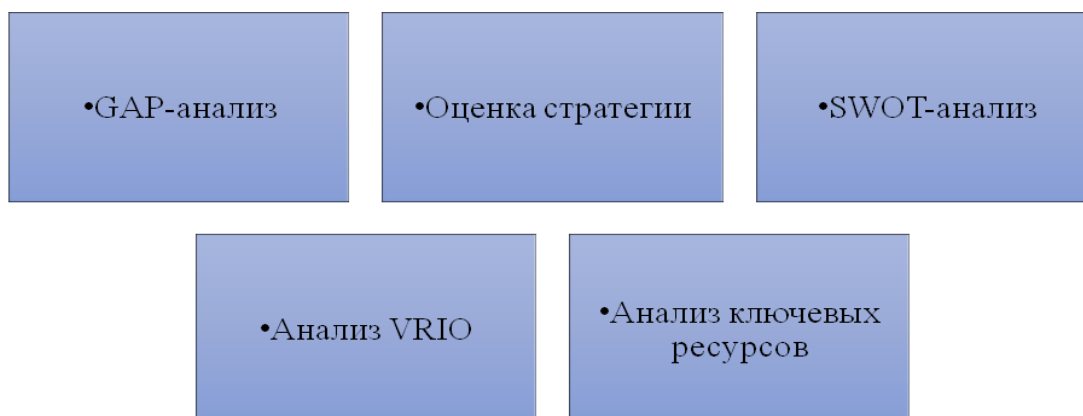 •GAP-анализ
•Оценка стратегии
•SWOT-анализ
•Анализ VRIO
•Анализ ключевых
ресурсов